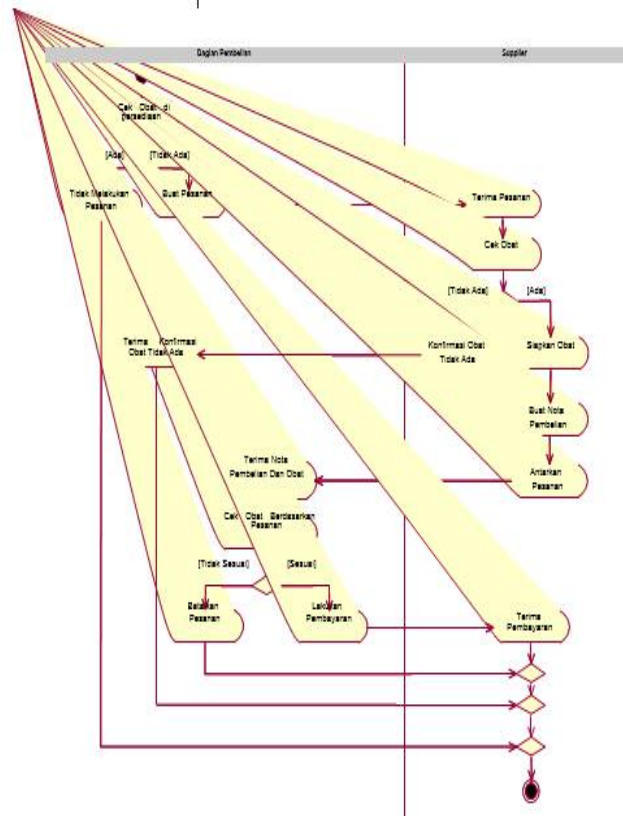 Bagian Pembelian
Supplier
Cek Obat di
Persediaan
[Ada]
[Tidak Ada]
Tidak Melakukan
Pesanan
Buat Pesanan
Terima Pesanan
Cek Obat
[Tidak Ada]
[Ada]
Terima Konfirmasi
Obat Tidak Ada
Konfirmasi Obat
Tidak Ada
Siapkan Obat
Buat Nota
Pembelian
Terima Nota
Pembelian Dan Obat
Antarkan
Pesanan
Cek Obat Berdasarkan
Pesanan
[Tidak Sesuai]
[Sesuai]
Batalkan
Pesanan
Lakukan
Pembayaran
Terima
Pembayaran